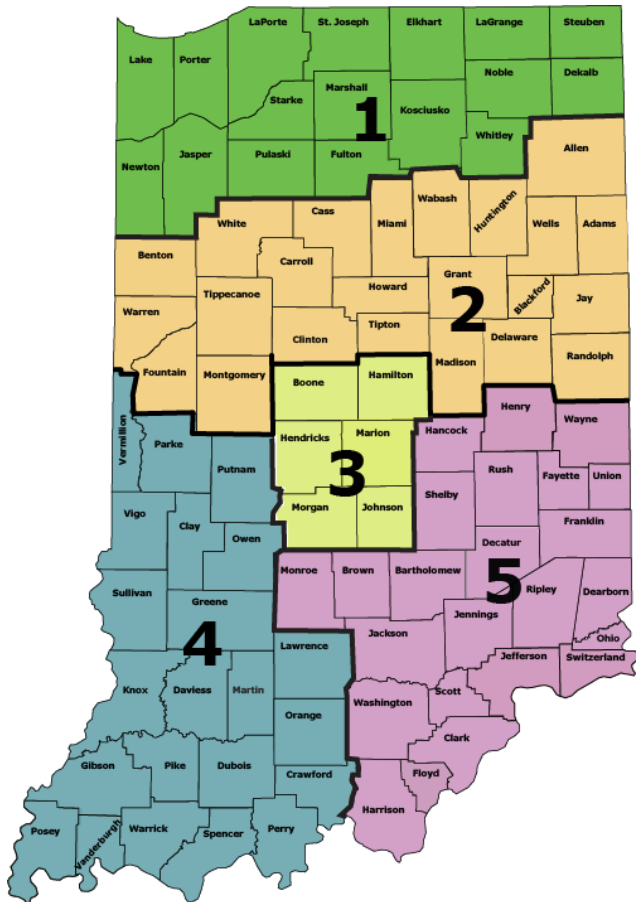 LaPorte
St. Joseph
Elkhart
LaGrange
Steuben
Lake
Porter
Noble
Dekalb
Starke
Marshall
Kosciusko
1
Whitley
Newton
Jasper
Pulaski
Fulton
Allen
White
Cass
Miami
Wabash
Huntington
Wells
Adams
Benton
Carroll
Grant
Howard
Blackford
Jay
Tippecanoe
Warren
2
Tipton
Clinton
Delaware
Madison
Randolph
Fountain
Montgomery
Boone
Hamilton
Henry
Wayne
Vermillion
Parke
Hendricks
Marion
Hancock
Putnam
3
Rush
Fayette
Union
Shelby
Vigo
Clay
Morgan
Johnson
Franklin
Owen
Decatur
Monroe
Brown
Bartholomew
5
Ripley
Dearborn
Sullivan
Greene
Jennings
4
Lawrence
Jackson
Ohio
Jefferson
Switzerland
Knox
Daviess
Martin
Washington
Scott
Orange
Clark
Gibson
Pike
Dubois
Crawford
Floyd
Harrison
Posey
Vanderburgh
Warrick
Spencer
Perry